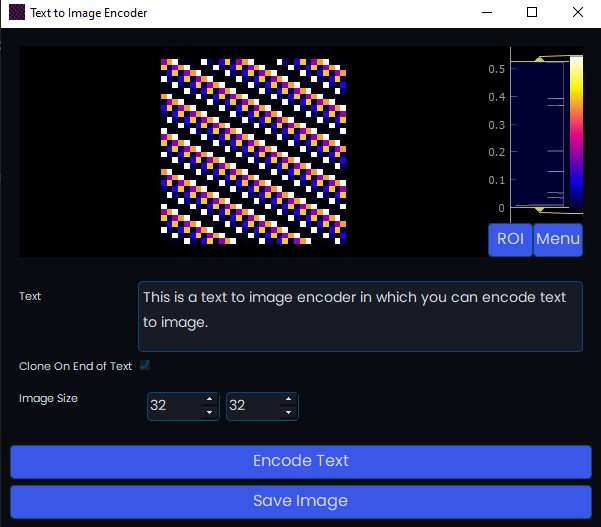 Text to Image Encoder
0.5
0.4
0.3
0.2
0.1
0
ROI Menu
Text
This is a text to image encoder in which you can encode text
to image.
Clone On End of Text
Image Size
32 32
Encode Text
Save Image